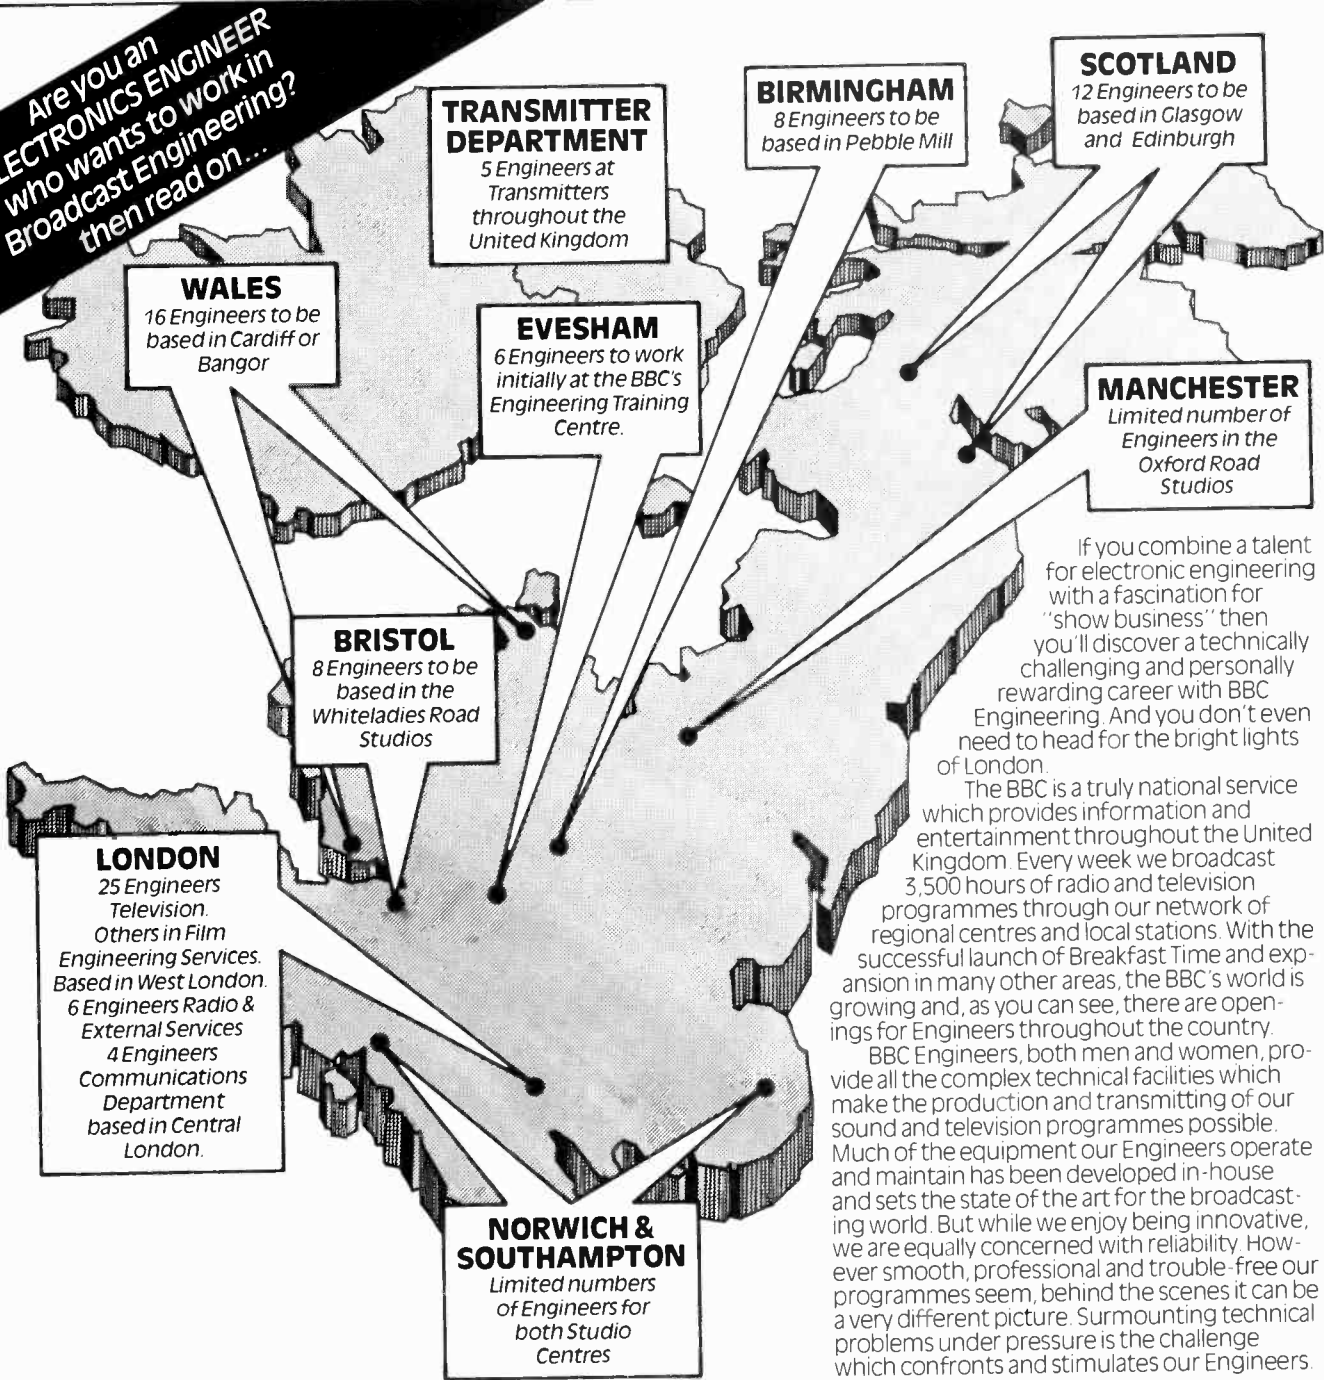 Are you an
ELECTRONICS ENGINEER
who wants to work in
Broadcast Engineering?
then read on...
TRANSMITTER
DEPARTMENT
5 Engineers at
Transmitters
throughout the
United Kingdom
BIRMINGHAM
8 Engineers to be
based in Pebble Mill
SCOTLAND
12 Engineers to be
based in Glasgow
and Edinburgh
WALES
16 Engineers to be
based in Cardiff or
Bangor
EVESHAM
6 Engineers to work
initially at the BBC's
Engineering Training
Centre.
MANCHESTER
Limited number of
Engineers in the
Oxford Road
Studios
BRISTOL
8 Engineers to be
based in the
Whiteladies Road
Studios
LONDON
25 Engineers
Television.
Others in Film
Engineering Services.
Based in West London.
6 Engineers Radio &
External Services
4 Engineers
Communications
Department
based in Central
London.
NORWICH &
SOUTHAMPTON
Limited numbers
of Engineers for
both Studio
Centres
If you combine a talent
for electronic engineering
with a fascination for
"show business" then
you'll discover a technically
challenging and personally
rewarding career with BBC
Engineering. And you don't even
need to head for the bright lights
of London.
The BBC is a truly national service
which provides information and
entertainment throughout the United
Kingdom. Every week we broadcast
3,500 hours of radio and television
programmes through our network of
regional centres and local stations. With the
successful launch of Breakfast Time and exp-
ansion in many other areas, the BBC's world is
growing and, as you can see, there are open-
ings for Engineers throughout the country.
BBC Engineers, both men and women, pro-
vide all the complex technical facilities which
make the production and transmitting of our
sound and television programmes possible.
Much of the equipment our Engineers operate
and maintain has been developed in-house
and sets the state of the art for the broadcast-
ing world. But while we enjoy being innovative,
we are equally concerned with reliability. How-
ever smooth, professional and trouble-free our
programmes seem, behind the scenes it can be
a very different picture. Surmounting technical
problems under pressure is the challenge
which confronts and stimulates our Engineers.